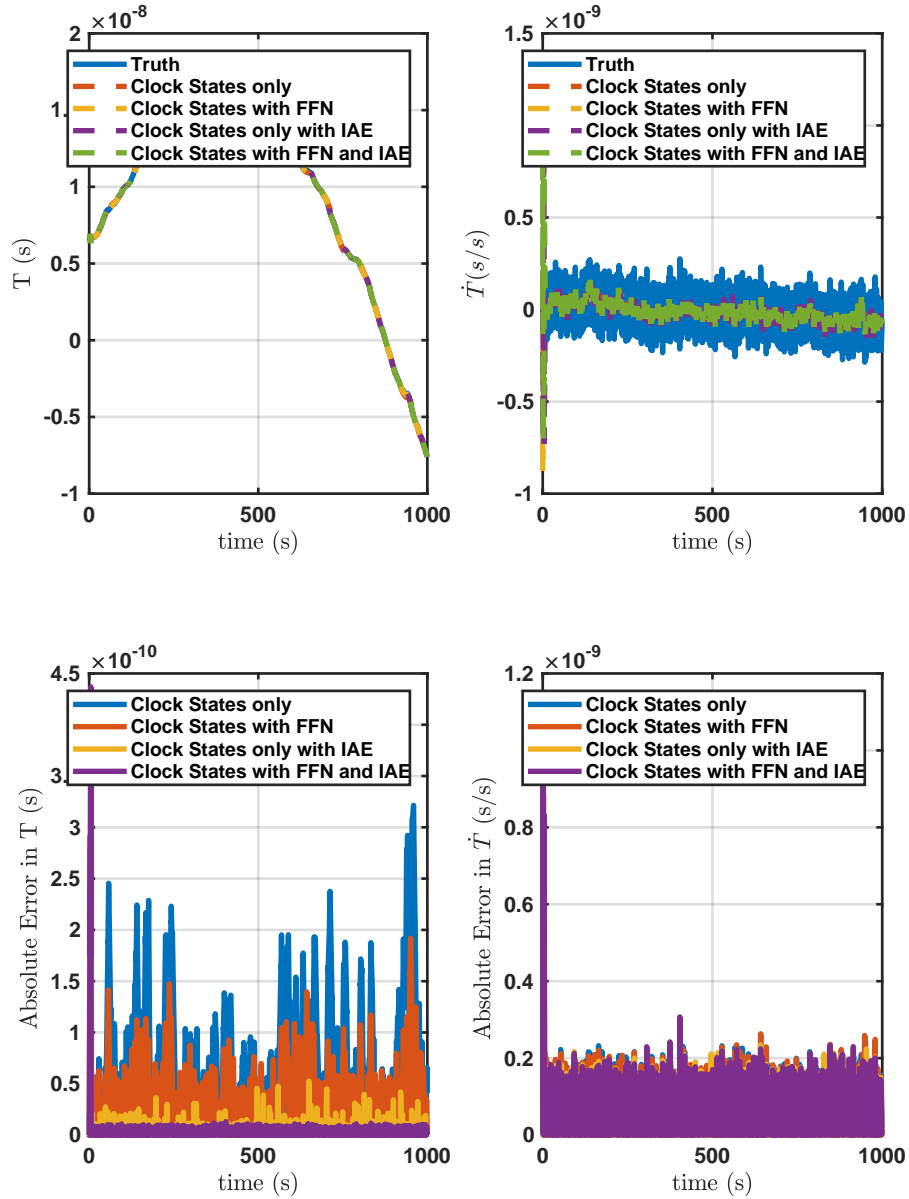 ×10^-8
2
1.
1
0.5
0
-0.5
-1
T (s)
0 500 1000
time (s)
Truth
Clock States only
Clock States with FFN
Clock States only with IAE
Clock States with FFN and IAE
×10^-9
1.5
0.5
0
-0.5
-1
Ṫ(s/s)
0 500 1000
time (s)
Truth
Clock States only
Clock States with FFN
Clock States only with IAE
Clock States with FFN and IAE
×10^-10
4.5
3
2.5
2
1.5
1
0.5
0
Absolute Error in T (s)
0 500 1000
time (s)
Clock States only
Clock States with FFN
Clock States only with IAE
Clock States with FFN and IAE
×10^-9
1.2
0.8
0.6
0.4
0.2
0
Absolute Error in Ṫ (s/s)
0 500 1000
time (s)
Clock States only
Clock States with FFN
Clock States only with IAE
Clock States with FFN and IAE